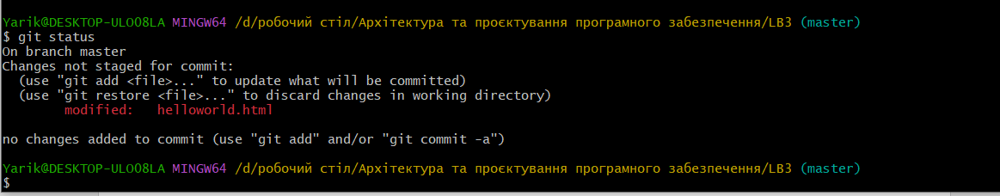 Yarik@DESKTOP-ULO08LA MINGW64 /d/робочий стіл/Архітектура та проєктування програмного забезпечення/LB3 (master)
$ git status
On branch master
Changes not staged for commit:
  (use "git add <file>..." to update what will be committed)
  (use "git restore <file>..." to discard changes in working directory)
        modified:   helloworld.html

no changes added to commit (use "git add" and/or "git commit -a")

Yarik@DESKTOP-ULO08LA MINGW64 /d/робочий стіл/Архітектура та проєктування програмного забезпечення/LB3 (master)
$